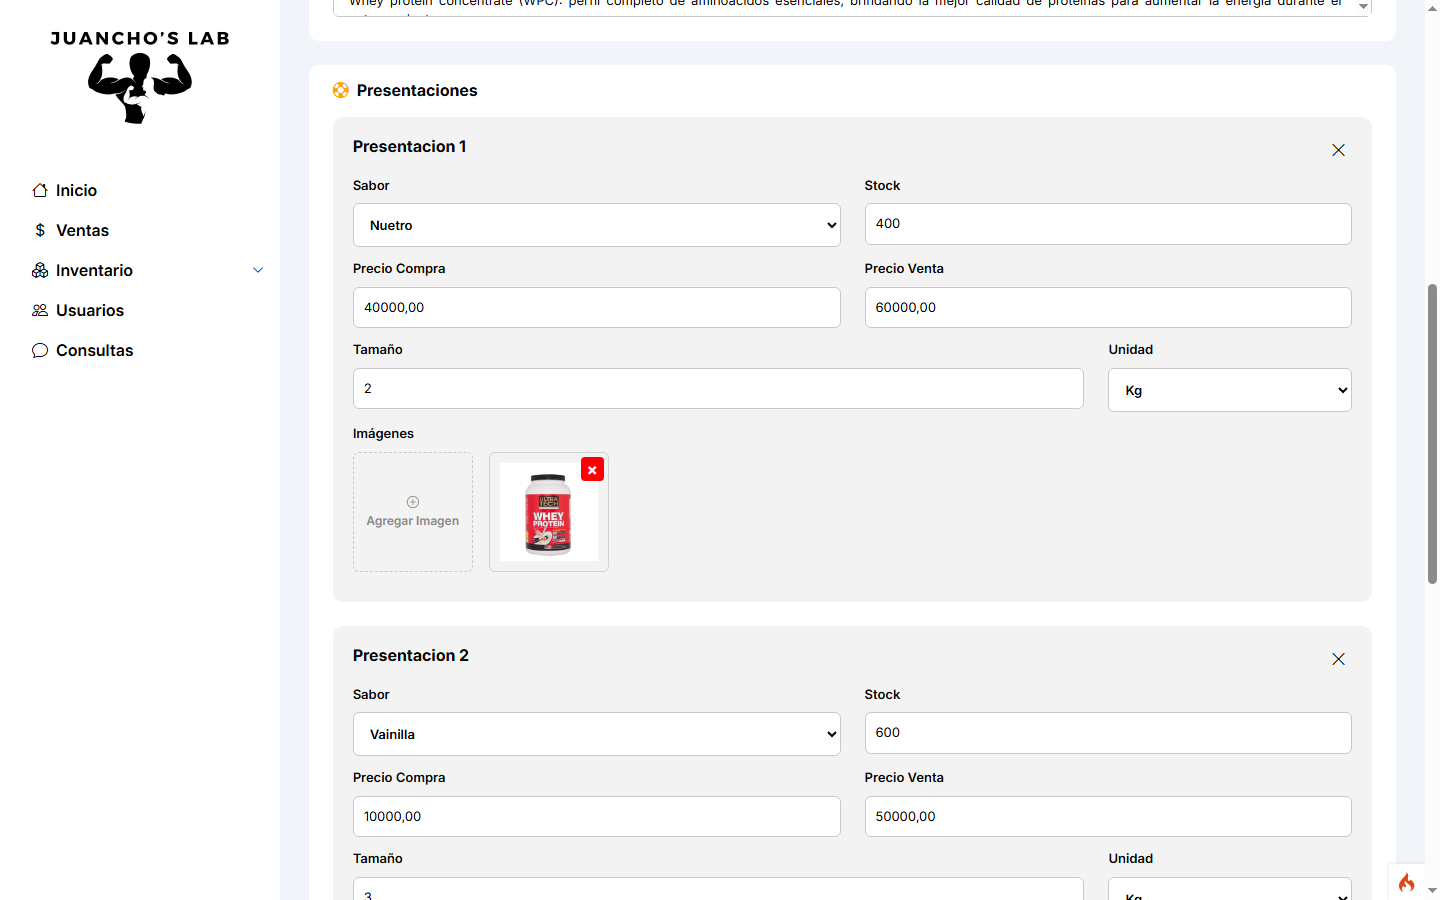 Whey protein concentrate (WPC): perfil completo de aminoácidos esenciales, brindando la mejor calidad de proteínas para aumentar la energía durante el
JUANCHO'S LAB
Inicio
Ventas
Inventario
Usuarios
Consultas
Presentaciones
Presentacion 1
Sabor
Stock
Nuetro
400
Precio Compra
Precio Venta
40000,00
60000,00
Tamaño
Unidad
2
Kg
Imágenes
Agregar Imagen
ULTRA
TECH
WHEY
PROTEIN
Presentacion 2
Sabor
Stock
Vainilla
600
Precio Compra
Precio Venta
10000,00
50000,00
Tamaño
Unidad
3
Kg